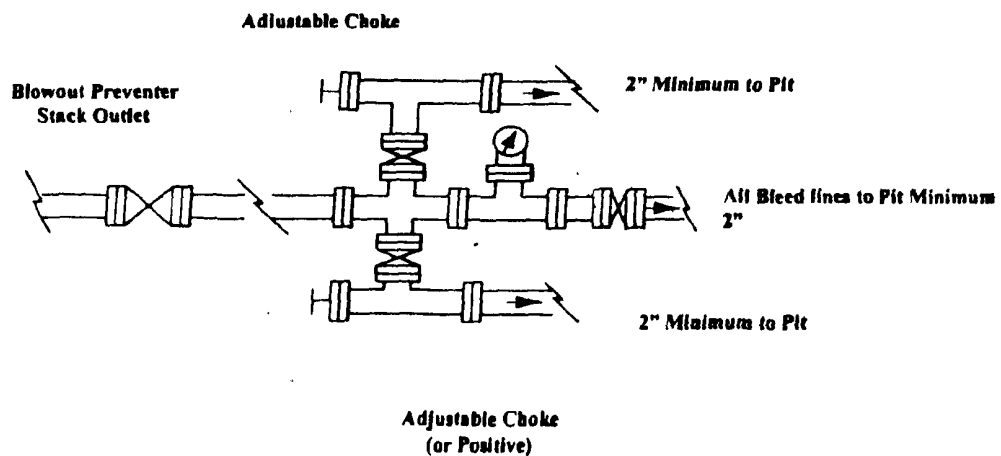 Adjustable Choke
Blowout Preventer
Stack Outlet
2" Minimum to Pit
All Bleed lines to Pit Minimum
2"
2" Minimum to Pit
Adjustable Choke
(or Positive)